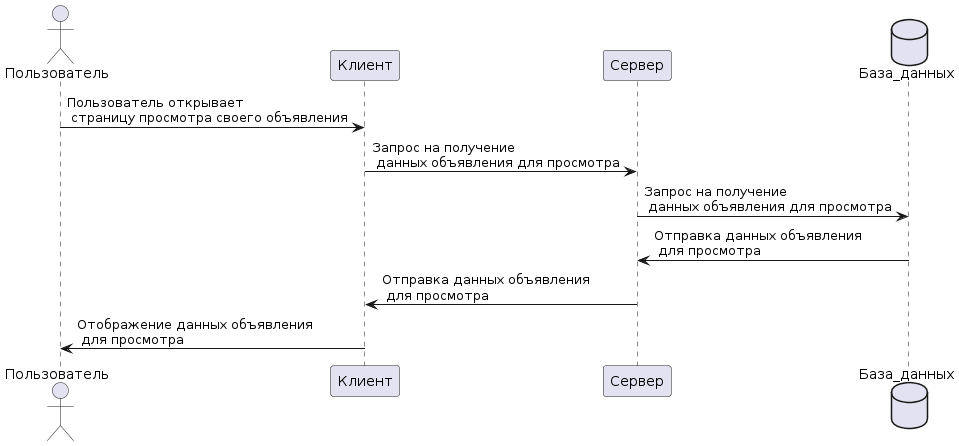 Пользователь
Клиент
Сервер
База_данных
Пользователь открывает
страницу просмотра своего объявления
Запрос на получение
данных объявления для просмотра
Запрос на получение
данных объявления для просмотра
Отправка данных объявления
для просмотра
Отправка данных объявления
для просмотра
Отображение данных объявления
для просмотра
Пользователь
Клиент
Сервер
База_данных